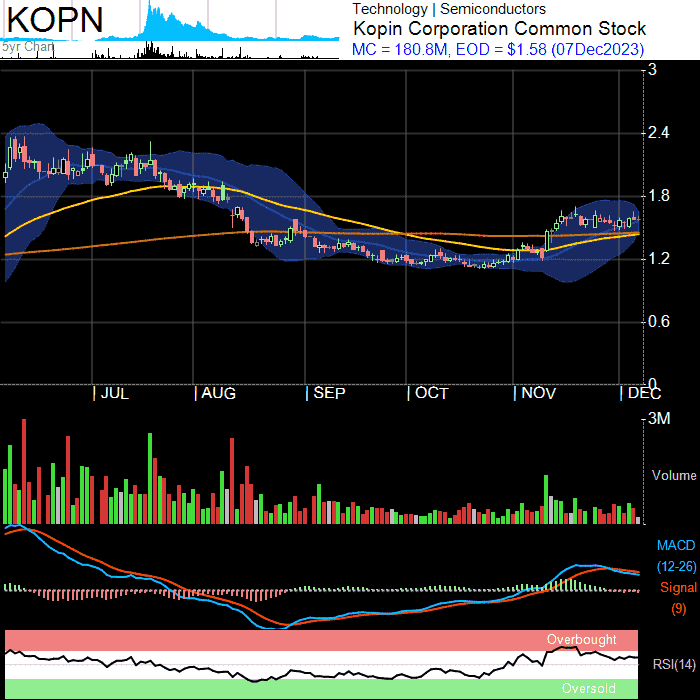 KOPN
5yr Chart
Technology | Semiconductors
Kopin Corporation Common Stock
MC = 180.8M, EOD = $1.58 (07Dec2023)
3
2.4
1.8
1.2
0.6
0
| JUL | AUG | SEP | OCT | NOV | DEC
3M
Volume
MACD
(12-26)
Signal
(9)
Overbought
RSI(14)
Oversold